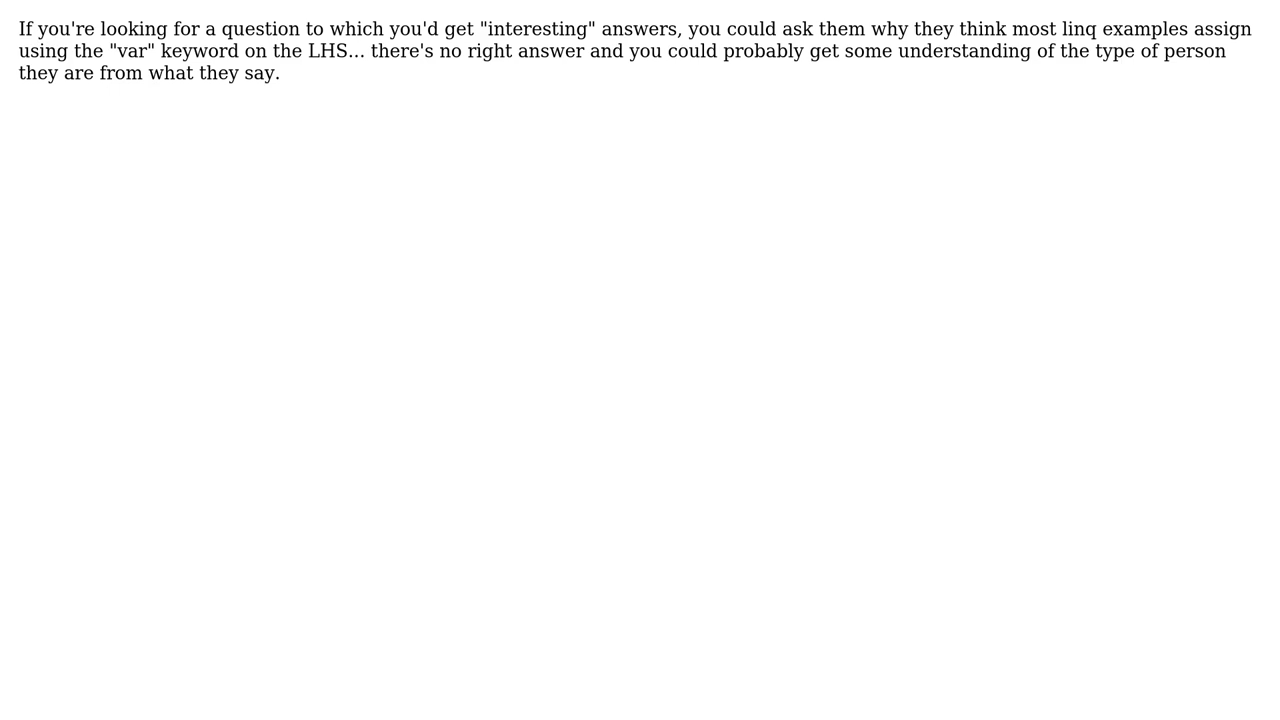 If you're looking for a question to which you'd get "interesting" answers, you could ask them why they think most linq examples assign
using the "var" keyword on the LHS... there's no right answer and you could probably get some understanding of the type of person
they are from what they say.